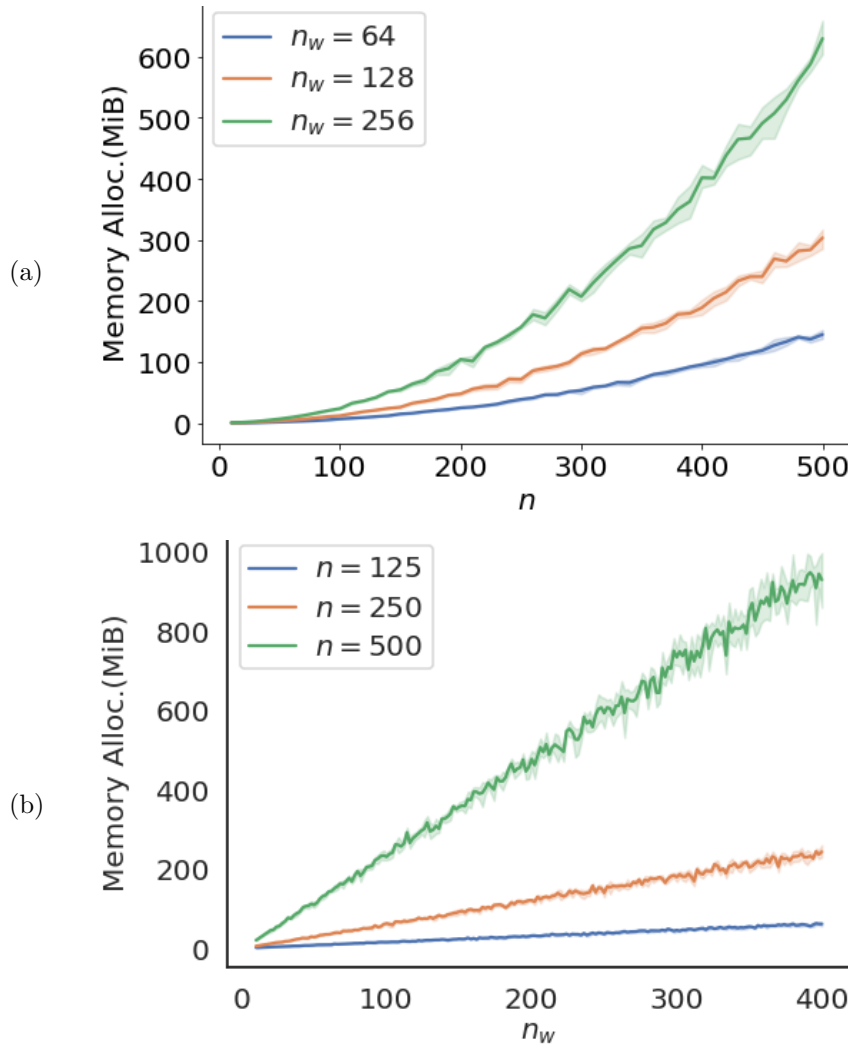 (a)
Memory Alloc.(MiB)
600
500
400
300
200
100
0
n_w = 64
n_w = 128
n_w = 256
0 100 200 300 400 500
n
(b)
Memory Alloc.(MiB)
1000
800
600
400
200
0
n = 125
n = 250
n = 500
0 100 200 300 400
n_w